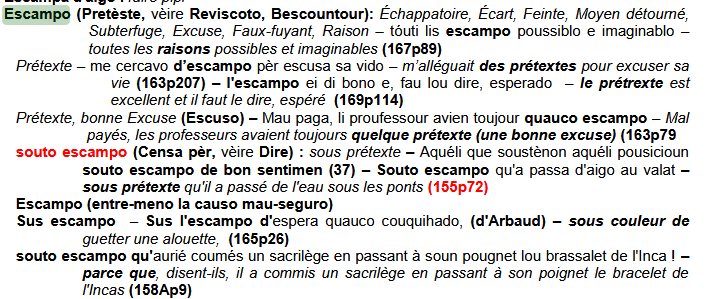 Escampo (Pretèste, vèire Reviscoto, Bescountour): Échappatoire, Écart, Feinte, Moyen détourné,
Subterfuge, Excuse, Faux-fuyant, Raison – tóuti lis escampo poussiblo e imaginablo –
toutes les raisons possibles et imaginables (167p89)
Prétexte – me cercavo d'escampo pèr escusa sa vido – m'alléguait des prétextes pour excuser sa
vie (163p207) – l'escampo ei di bono e, fau lou dire, esperado – le prétrexte est
excellent et il faut le dire, espéré (169p114)
Prétexte, bonne Excuse (Escuso) – Mau paga, li proufessour avien toujour quauco escampo – Mal
payés, les professeurs avaient toujours quelque prétexte (une bonne excuse) (163p79
souto escampo (Censa pèr, vèire Dire) : sous prétexte – Aquéli que soustènon aquéli pousicioun
souto escampo de bon sentimen (37) – Souto escampo qu'a passa d'aigo au valat –
sous prétexte qu'il a passé de l'eau sous les ponts (155p72)
Escampo (entre-meno la causo mau-seguro)
Sus escampo – Sus l'escampo d'espera quauco couquihado, (d'Arbaud) – sous couleur de
guetter une alouette, (165p26)
souto escampo qu'aurié coumés un sacrilège en passant à soun pougnet lou brassalet de l'Inca ! –
parce que, disent-ils, il a commis un sacrilège en passant à son poignet le bracelet de
l'Incas (158Ap9)